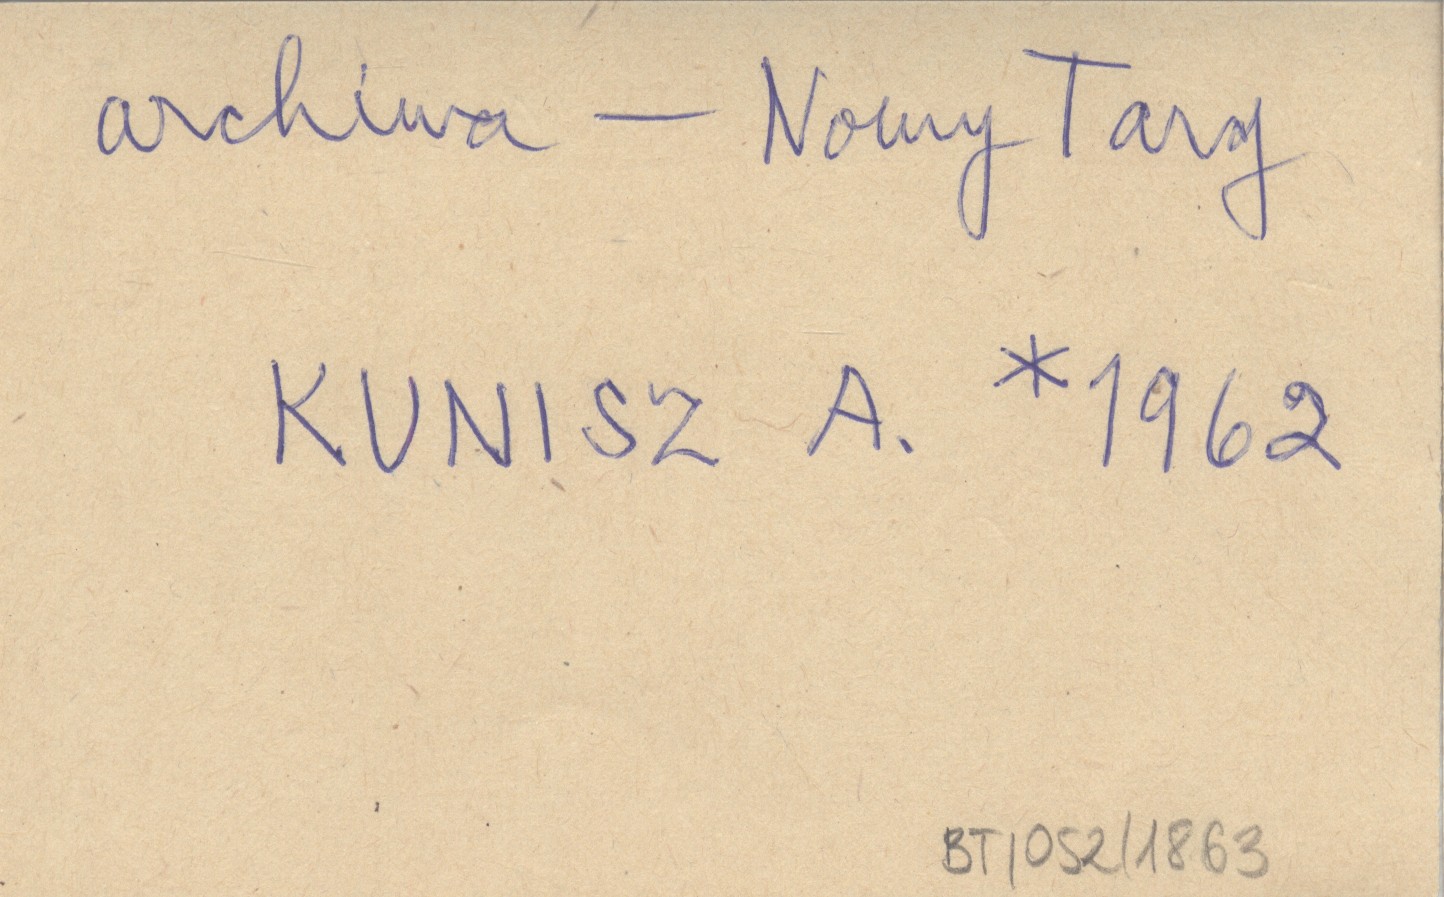 archiwa — Nowy Targ
KUNISZ A. *1962
BT/052/1863